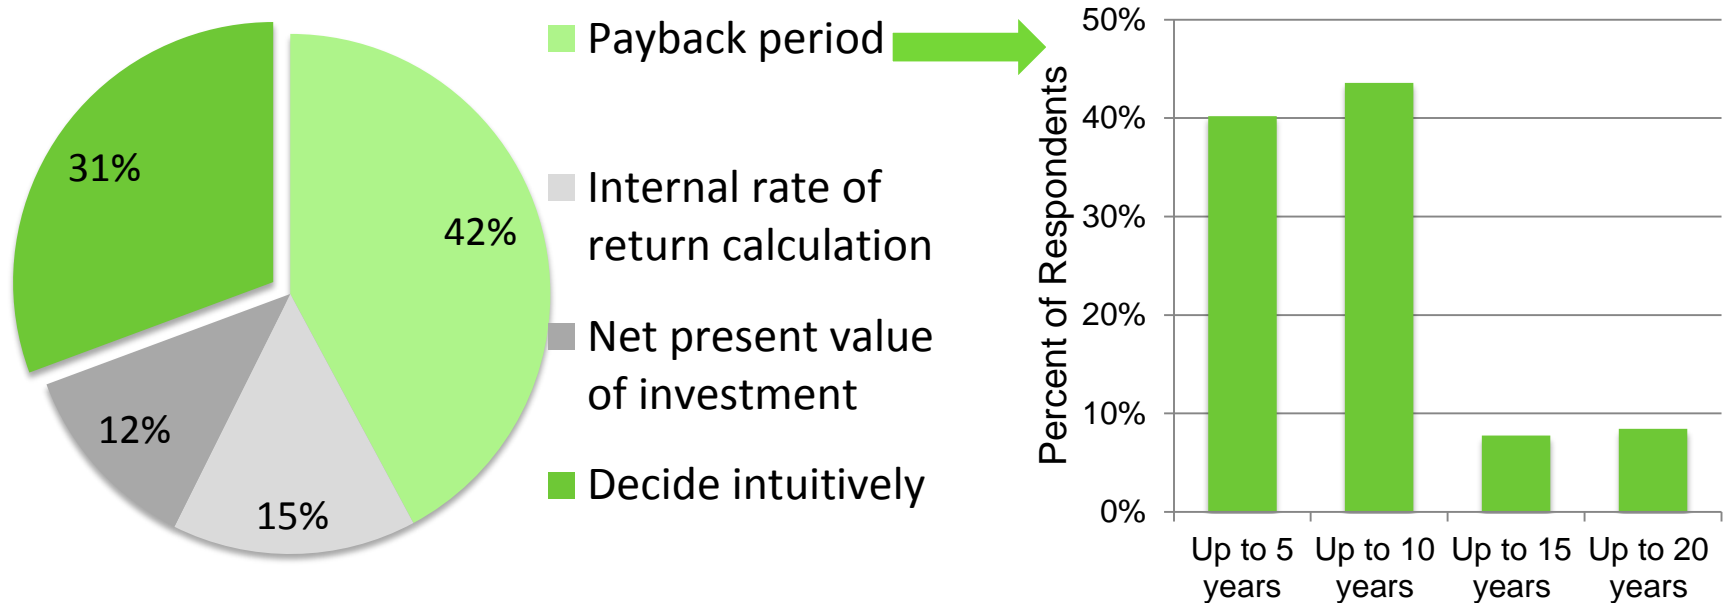 31%
42%
12%
15%
Payback period
Internal rate of
return calculation
Net present value
of investment
Decide intuitively
Percent of Respondents
50%
40%
30%
20%
10%
0%
Up to 5
years
Up to 10
years
Up to 15
years
Up to 20
years